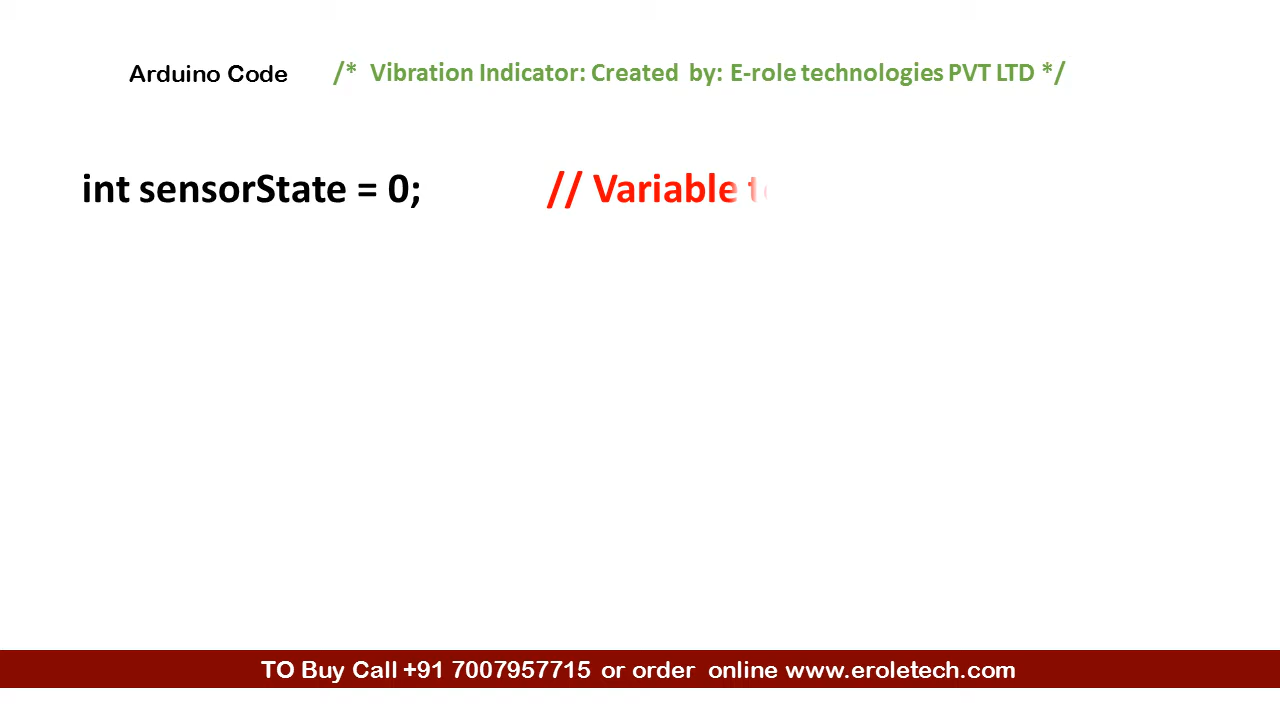 Arduino Code /* Vibration Indicator: Created by: E-role technologies PVT LTD */
int sensorState = 0; // Variable
TO Buy Call +91 7007957715 or order online www.eroletech.com